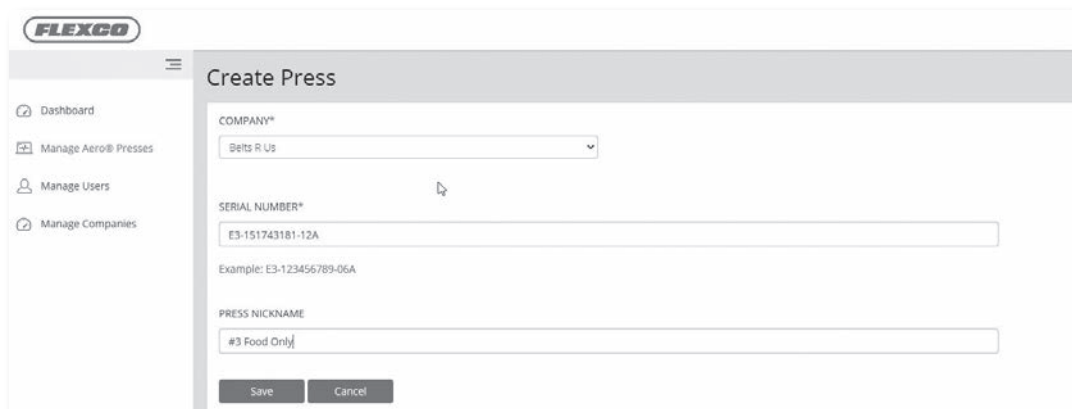 FLEXCO
Create Press
Dashboard
Manage Aero® Presses
Manage Users
Manage Companies
COMPANY*
Belts R Us
SERIAL NUMBER*
E3-151743181-12A
Example: E3-123456789-06A
PRESS NICKNAME
#3 Food Only
Save Cancel